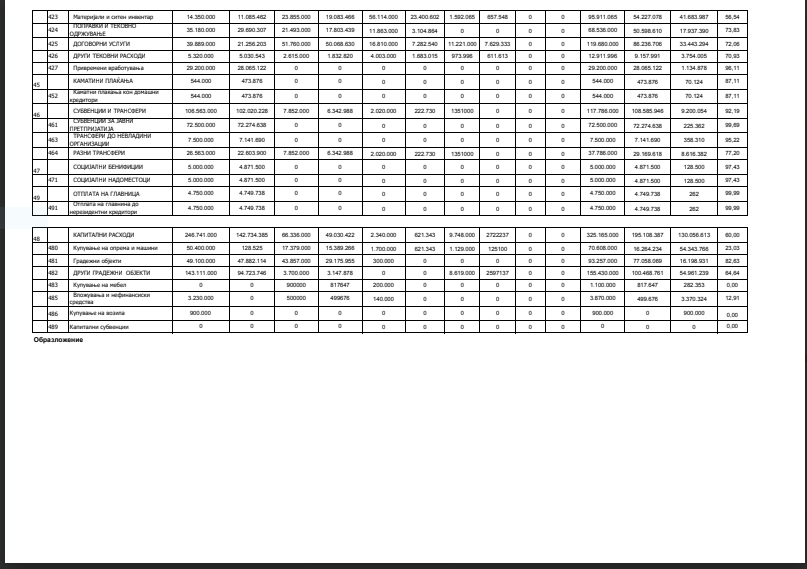 423 Материјали и ситен инвентар 14.350.000 11.085.462 23.855.000 19.083.466 56.114.000 23.400.602 1.592.065 657.548 0 0 95.911.065 54.227.078 41.683.987 56,54
424 ПОПРАВКИ И ТЕКОВНО ОДРЖУВАЊЕ 35.180.000 29.690.307 21.493.000 17.803.439 11.863.000 3.104.864 0 0 0 0 68.536.000 50.598.610 17.937.390 73,83
425 ДОГОВОРНИ УСЛУГИ 39.889.000 21.256.203 51.760.000 50.068.630 16.810.000 7.282.540 11.221.000 7.629.333 0 0 119.680.000 86.236.706 33.443.294 72,06
426 ДРУГИ ТЕКОВНИ РАСХОДИ 5.320.000 5.030.543 2.615.000 1.832.820 4.003.000 1.683.015 973.996 611.613 0 0 12.911.996 9.157.991 3.754.005 70,93
427 Привремени вработувања 29.200.000 28.065.122 0 0 0 0 0 0 0 0 29.200.000 28.065.122 1.134.878 96,11
45 КАМАТИНИ ПЛАЌАЊА 544.000 473.876 0 0 0 0 0 0 0 0 544.000 473.876 70.124 87,11
452 Каматни плаќања кон домашни кредитори 544.000 473.876 0 0 0 0 0 0 0 0 544.000 473.876 70.124 87,11
46 СУБВЕНЦИИ И ТРАНСФЕРИ 106.563.000 102.020.228 7.852.000 6.342.988 2.020.000 222.730 1351000 0 0 0 117.786.000 108.585.946 9.200.054 92,19
461 СУБВЕНЦИИ ЗА ЈАВНИ ПРЕТПРИЈАТИЈА 72.500.000 72.274.638 0 0 0 0 0 0 0 0 72.500.000 72.274.638 225.362 99,69
463 ТРАНСФЕРИ ДО НЕВЛАДИНИ ОРГАНИЗАЦИИ 7.500.000 7.141.690 0 0 0 0 0 0 0 0 7.500.000 7.141.690 358.310 95,22
464 РАЗНИ ТРАНСФЕРИ 26.563.000 22.603.900 7.852.000 6.342.988 2.020.000 222.730 1351000 0 0 0 37.786.000 29.169.618 8.616.382 77,20
47 СОЦИЈАЛНИ БЕНИФИЦИИ 5.000.000 4.871.500 0 0 0 0 0 0 0 0 5.000.000 4.871.500 128.500 97,43
471 СОЦИЈАЛНИ НАДОМЕСТОЦИ 5.000.000 4.871.500 0 0 0 0 0 0 0 0 5.000.000 4.871.500 128.500 97,43
49 ОТПЛАТА НА ГЛАВНИЦА 4.750.000 4.749.738 0 0 0 0 0 0 0 0 4.750.000 4.749.738 262 99,99
491 Отплата на главнина до нерезидентни кредитори 4.750.000 4.749.738 0 0 0 0 0 0 0 0 4.750.000 4.749.738 262 99,99
48 КАПИТАЛНИ РАСХОДИ 246.741.000 142.734.385 66.336.000 49.030.422 2.340.000 621.343 9.748.000 2722237 0 0 325.165.000 195.108.387 130.056.613 60,00
480 Купување на опрема и машини 50.400.000 128.525 17.379.000 15.389.266 1.700.000 621.343 1.129.000 125100 0 0 70.608.000 16.264.234 54.343.766 23,03
481 Градежни објекти 49.100.000 47.882.114 43.857.000 29.175.955 300.000 0 0 0 0 0 93.257.000 77.058.069 16.198.931 82,63
482 ДРУГИ ГРАДЕЖНИ ОБЈЕКТИ 143.111.000 94.723.746 3.700.000 3.147.878 0 0 8.619.000 2597137 0 0 155.430.000 100.468.761 54.961.239 64,64
483 Купување на мебел 0 0 900000 817647 200.000 0 0 0 0 0 1.100.000 817.647 282.353 0,00
485 Вложувања и нефинансиски средства 3.230.000 0 500000 499676 140.000 0 0 0 0 0 3.870.000 499.676 3.370.324 12,91
486 Купување на возила 900.000 0 0 0 0 0 0 0 0 0 900.000 0 900.000 0,00
489 Капитални субвенции 0 0 0 0 0 0 0 0 0 0 0 0 0 0,00
Образложение